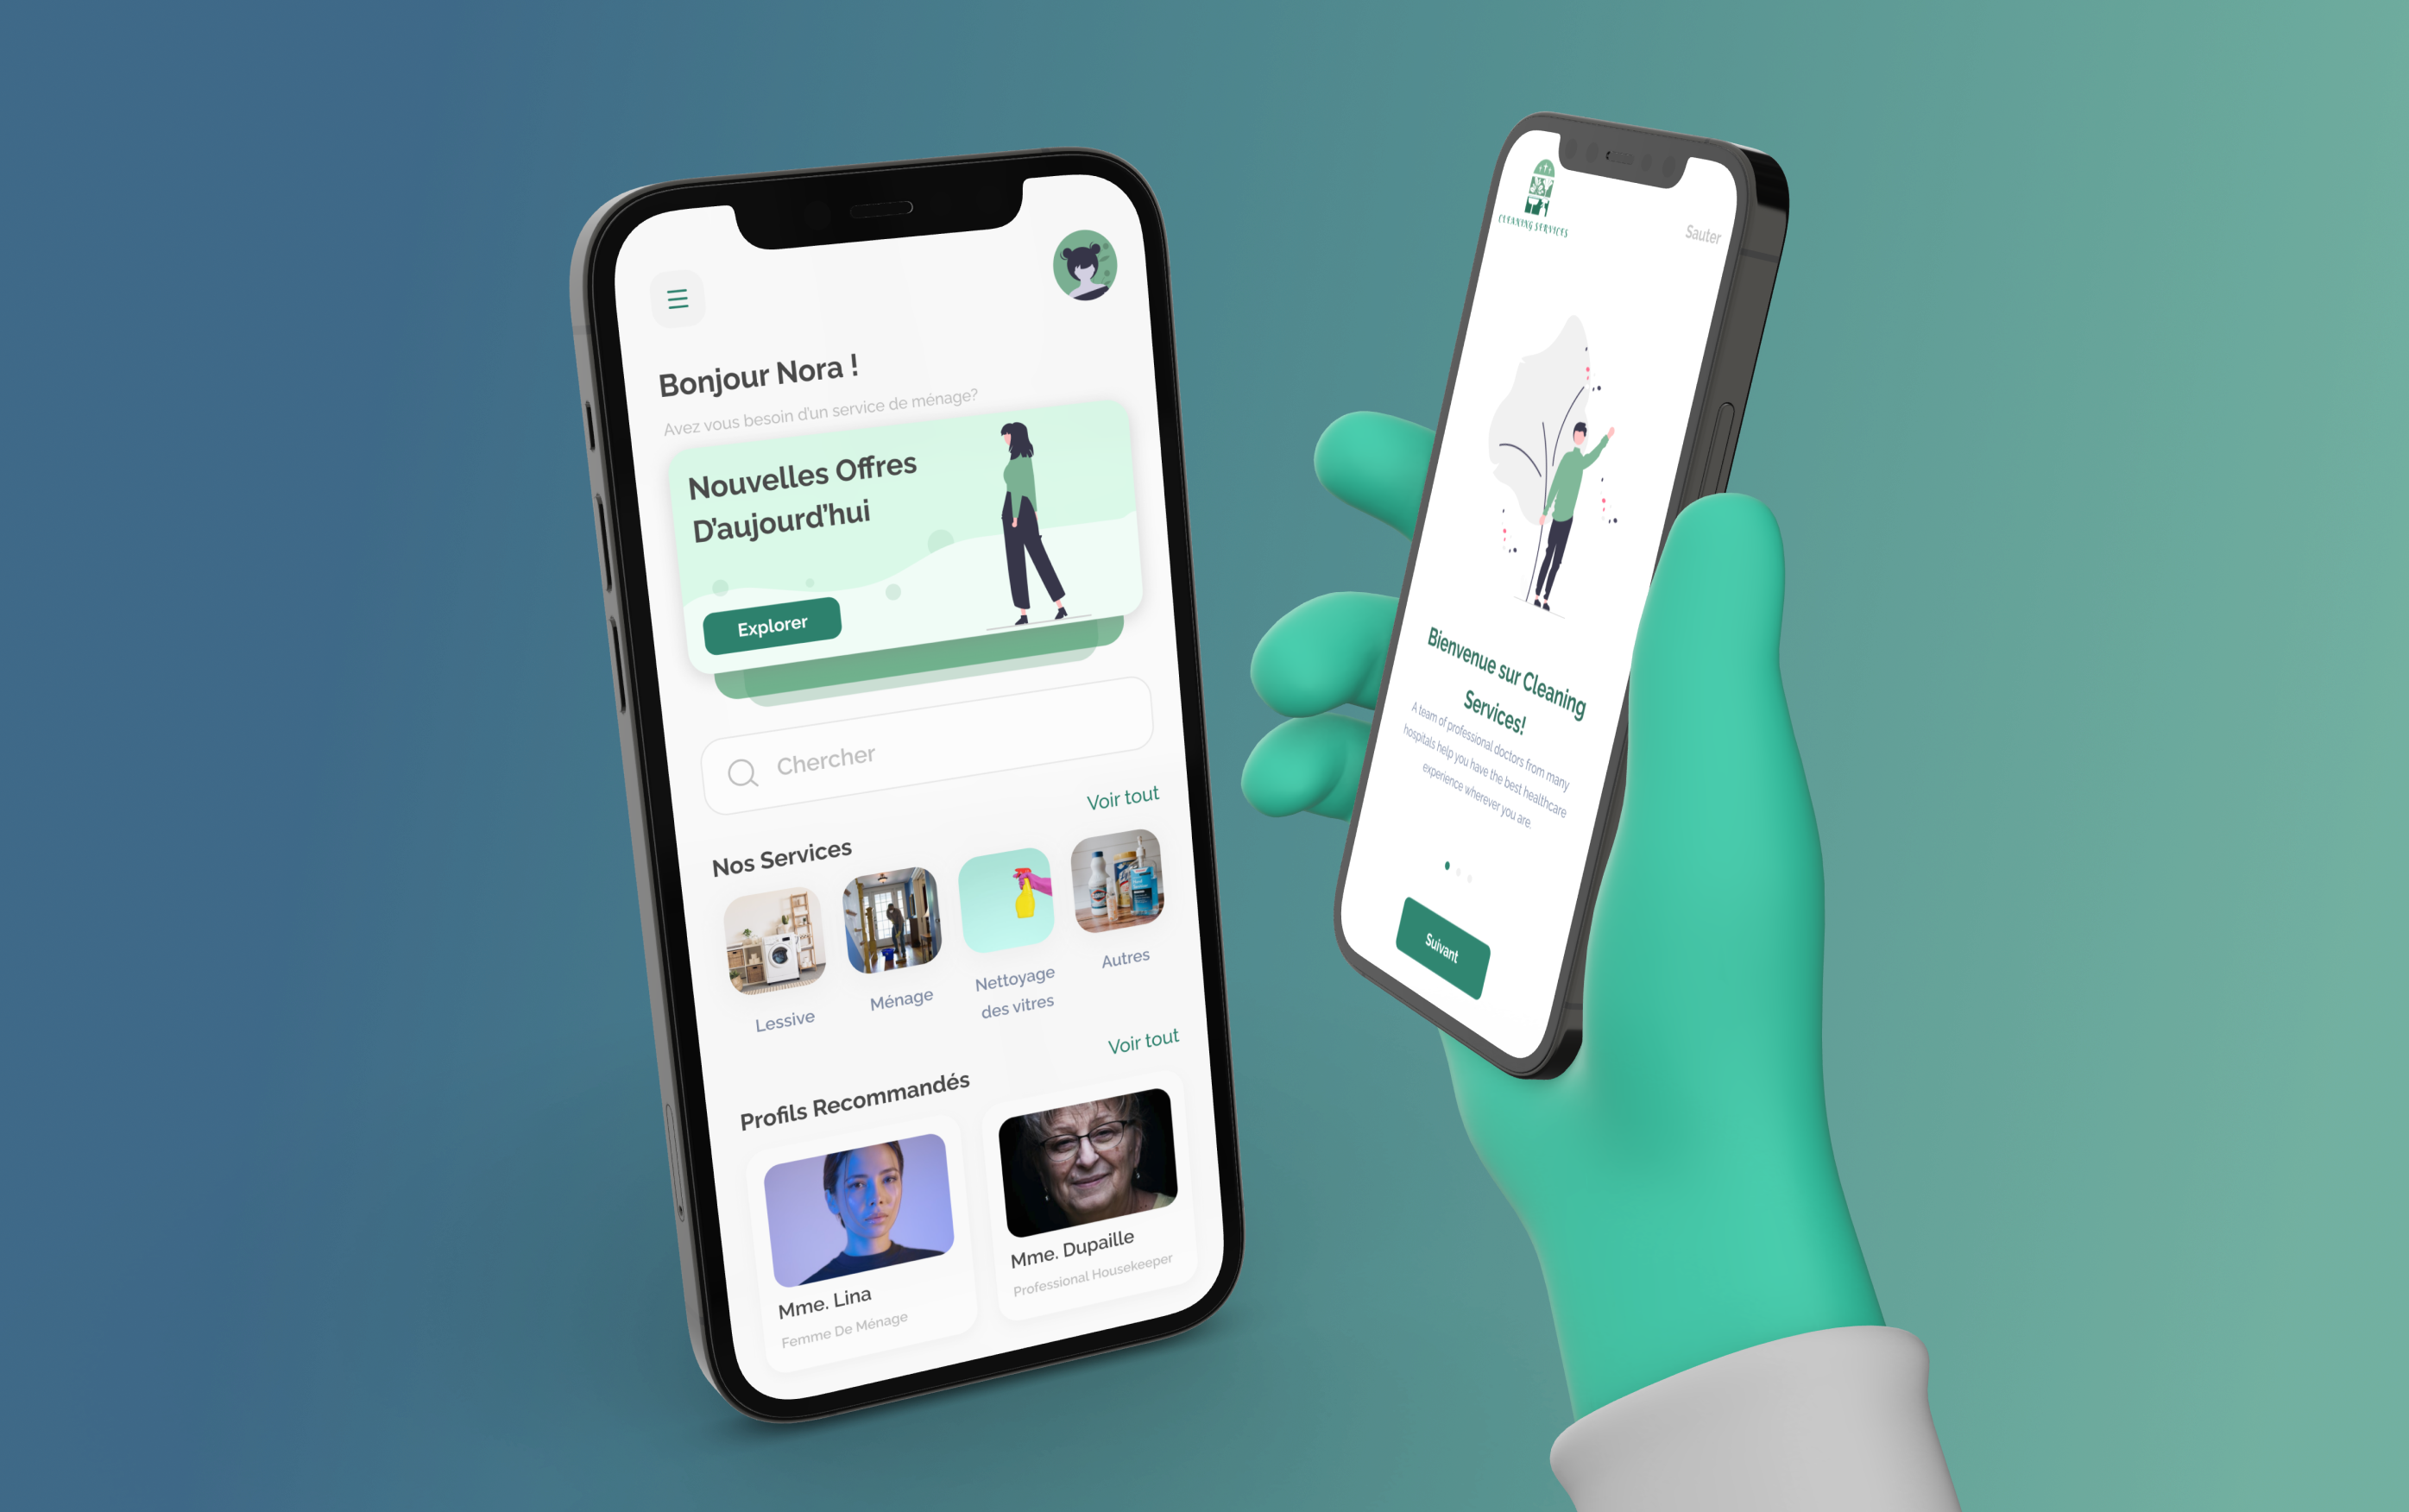 Bonjour Nora !
Avez vous besoin d'un service de ménage?
Nouvelles Offres
D'aujourd'hui
Explorer
Chercher
Voir tout
Nos Services
Lessive
Ménage
Nettoyage
des vitres
Autres
Voir tout
Profils Recommandés
Mme. Lina
Femme De Ménage
Mme. Dupaille
Professional Housekeeper
CLEANING SERVICES
Sauter
Bienvenue sur Cleaning
Services!
A team of professional doctors from many
hospitals help you have the best healthcare
experience wherever you are.
Suivant